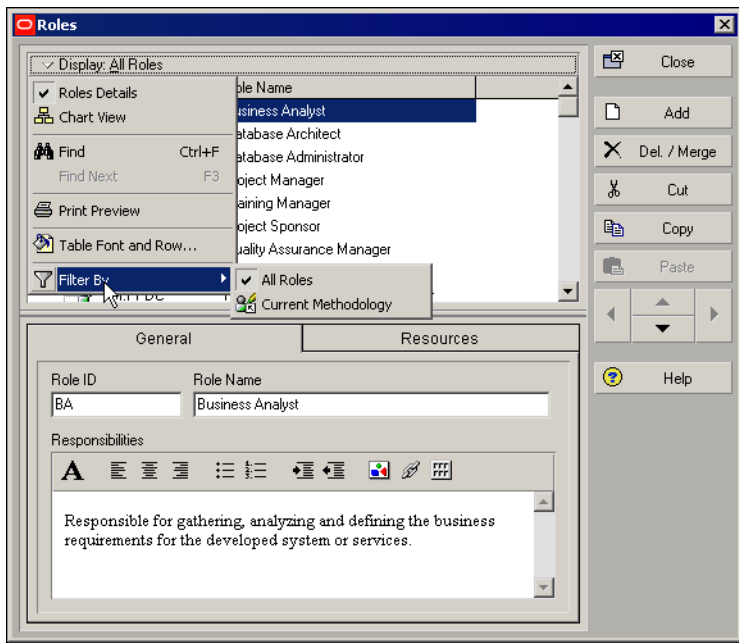 Roles
Display: All Roles
Close
Roles Details
Chart View
Find Ctrl+F
Find Next F3
Print Preview
Table Font and Row...
Filter By
ole Name
usiness Analyst
atabase Architect
atabase Administrator
oject Manager
aining Manager
oject Sponsor
uality Assurance Manager
All Roles
Current Methodology
Add
Del. / Merge
Cut
Copy
Paste
Help
General Resources
Role ID Role Name
BA Business Analyst
Responsibilities
A
Responsible for gathering, analyzing and defining the business
requirements for the developed system or services.